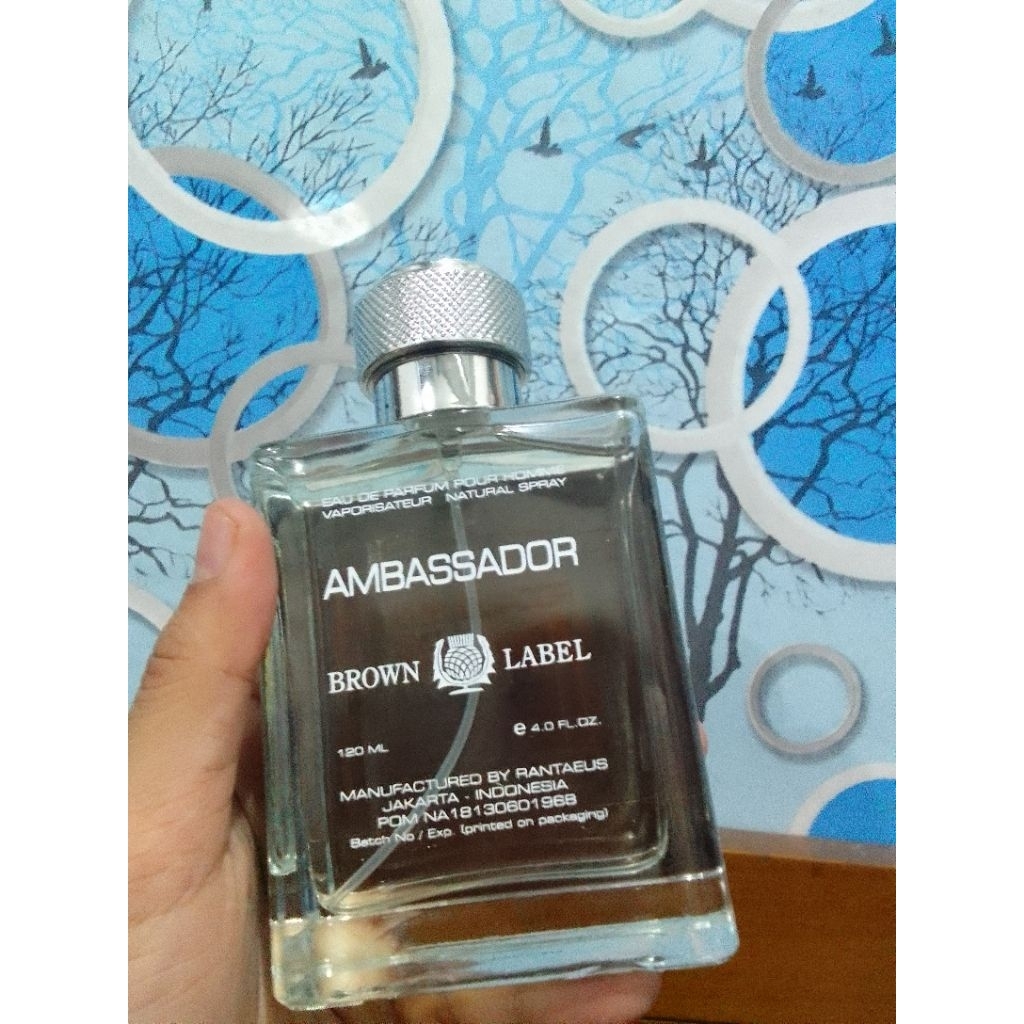 EAU DE PARFUM POUR HOMME
VAPORISATEUR NATURAL SPRAY
AMBASSADOR
BROWN LABEL
120 ML
e 4.0 FL.OZ.
MANUFACTURED BY RANTAEUS
JAKARTA - INDONESIA
POM NA18130601968
Batch No / Exp. (printed on packaging)